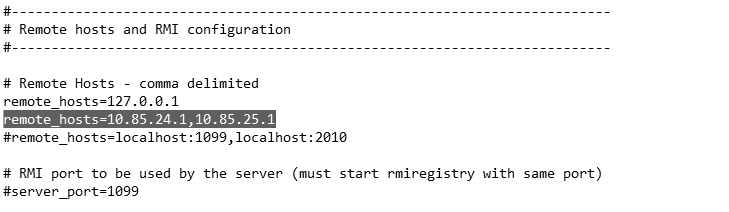 #---------------------------------------------------------------------------
# Remote hosts and RMI configuration
#---------------------------------------------------------------------------
# Remote Hosts - comma delimited
remote_hosts=127.0.0.1
remote_hosts=10.85.24.1,10.85.25.1
#remote_hosts=localhost:1099,localhost:2010
# RMI port to be used by the server (must start rmiregistry with same port)
#server_port=1099